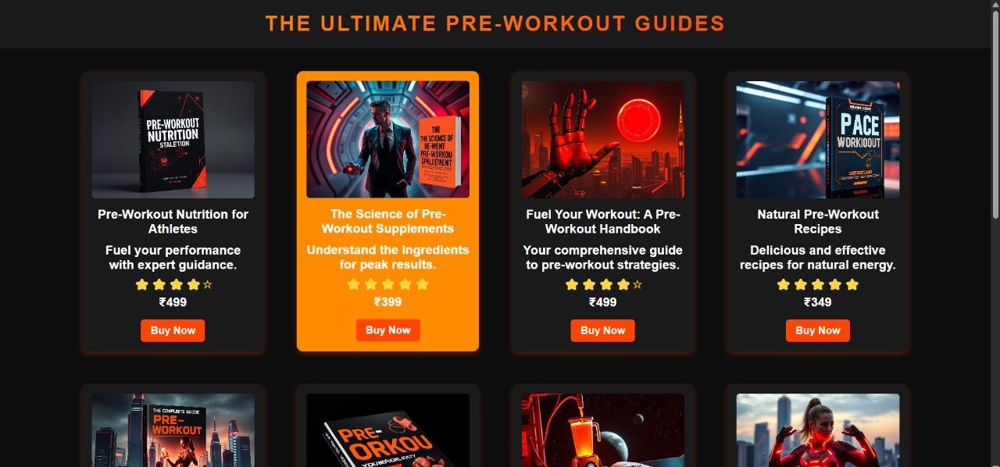 THE ULTIMATE PRE-WORKOUT GUIDES
PRE-WORKOUT
NUTRITION
STALETION
50
Pre-Workout Nutrition for
Athletes
Fuel your performance
with expert guidance.
₹499
Buy Now
THE
THE SCIENCE OF
BE-WENT
PRE-WORKOU
SPALLEMENT
The Science of Pre-
Workout Supplements
Understand the ingredients
for peak results.
₹399
Buy Now
Fuel Your Workout: A Pre-
Workout Handbook
Your comprehensive guide
to pre-workout strategies.
₹499
Buy Now
PACE
WORKIOOUT
Natural Pre-Workout
Recipes
Delicious and effective
recipes for natural energy.
₹349
Buy Now
THE COMPLEETE GUIDE
PRE-
WORKOUT
PRE-
ORKOU